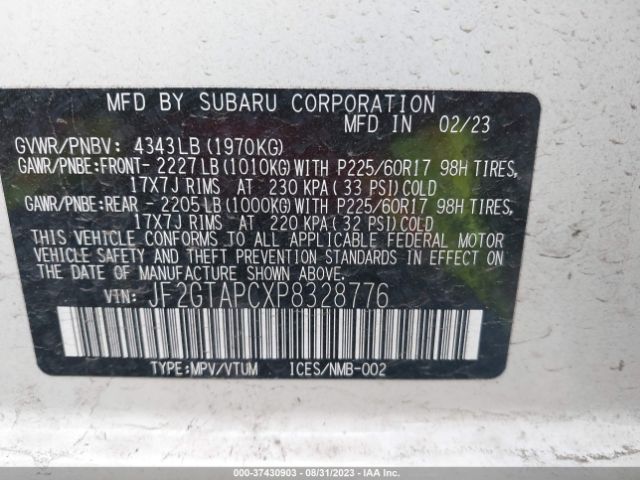 MFD BY SUBARU CORPORATION
MFD IN 02/23
GVWR/PNBV: 4343LB(1970KG)
GAWR/PNBE:FRONT- 2227LB(1010KG)WITH P225/60R17 98H TIRES,
17X7J RIMS AT 230 KPA(33 PSI)COLD
GAWR/PNBE:REAR - 2205LB(1000KG)WITH P225/60R17 98H TIRES,
17X7J RIMS AT 220 KPA(32 PSI)COLD
THIS VEHICLE CONFORMS TO ALL APPLICABLE FEDERAL MOTOR
VEHICLE SAFETY AND THEFT PREVENTION STANDARDS IN EFFECT
ON THE DATE OF MANUFACTURE SHOWN ABOVE.
VIN: JF2GTAPCXP8328776
TYPE:MPV/VTUM ICES/NMB-002
000-37430903 - 08/31/2023 - IAA Inc.